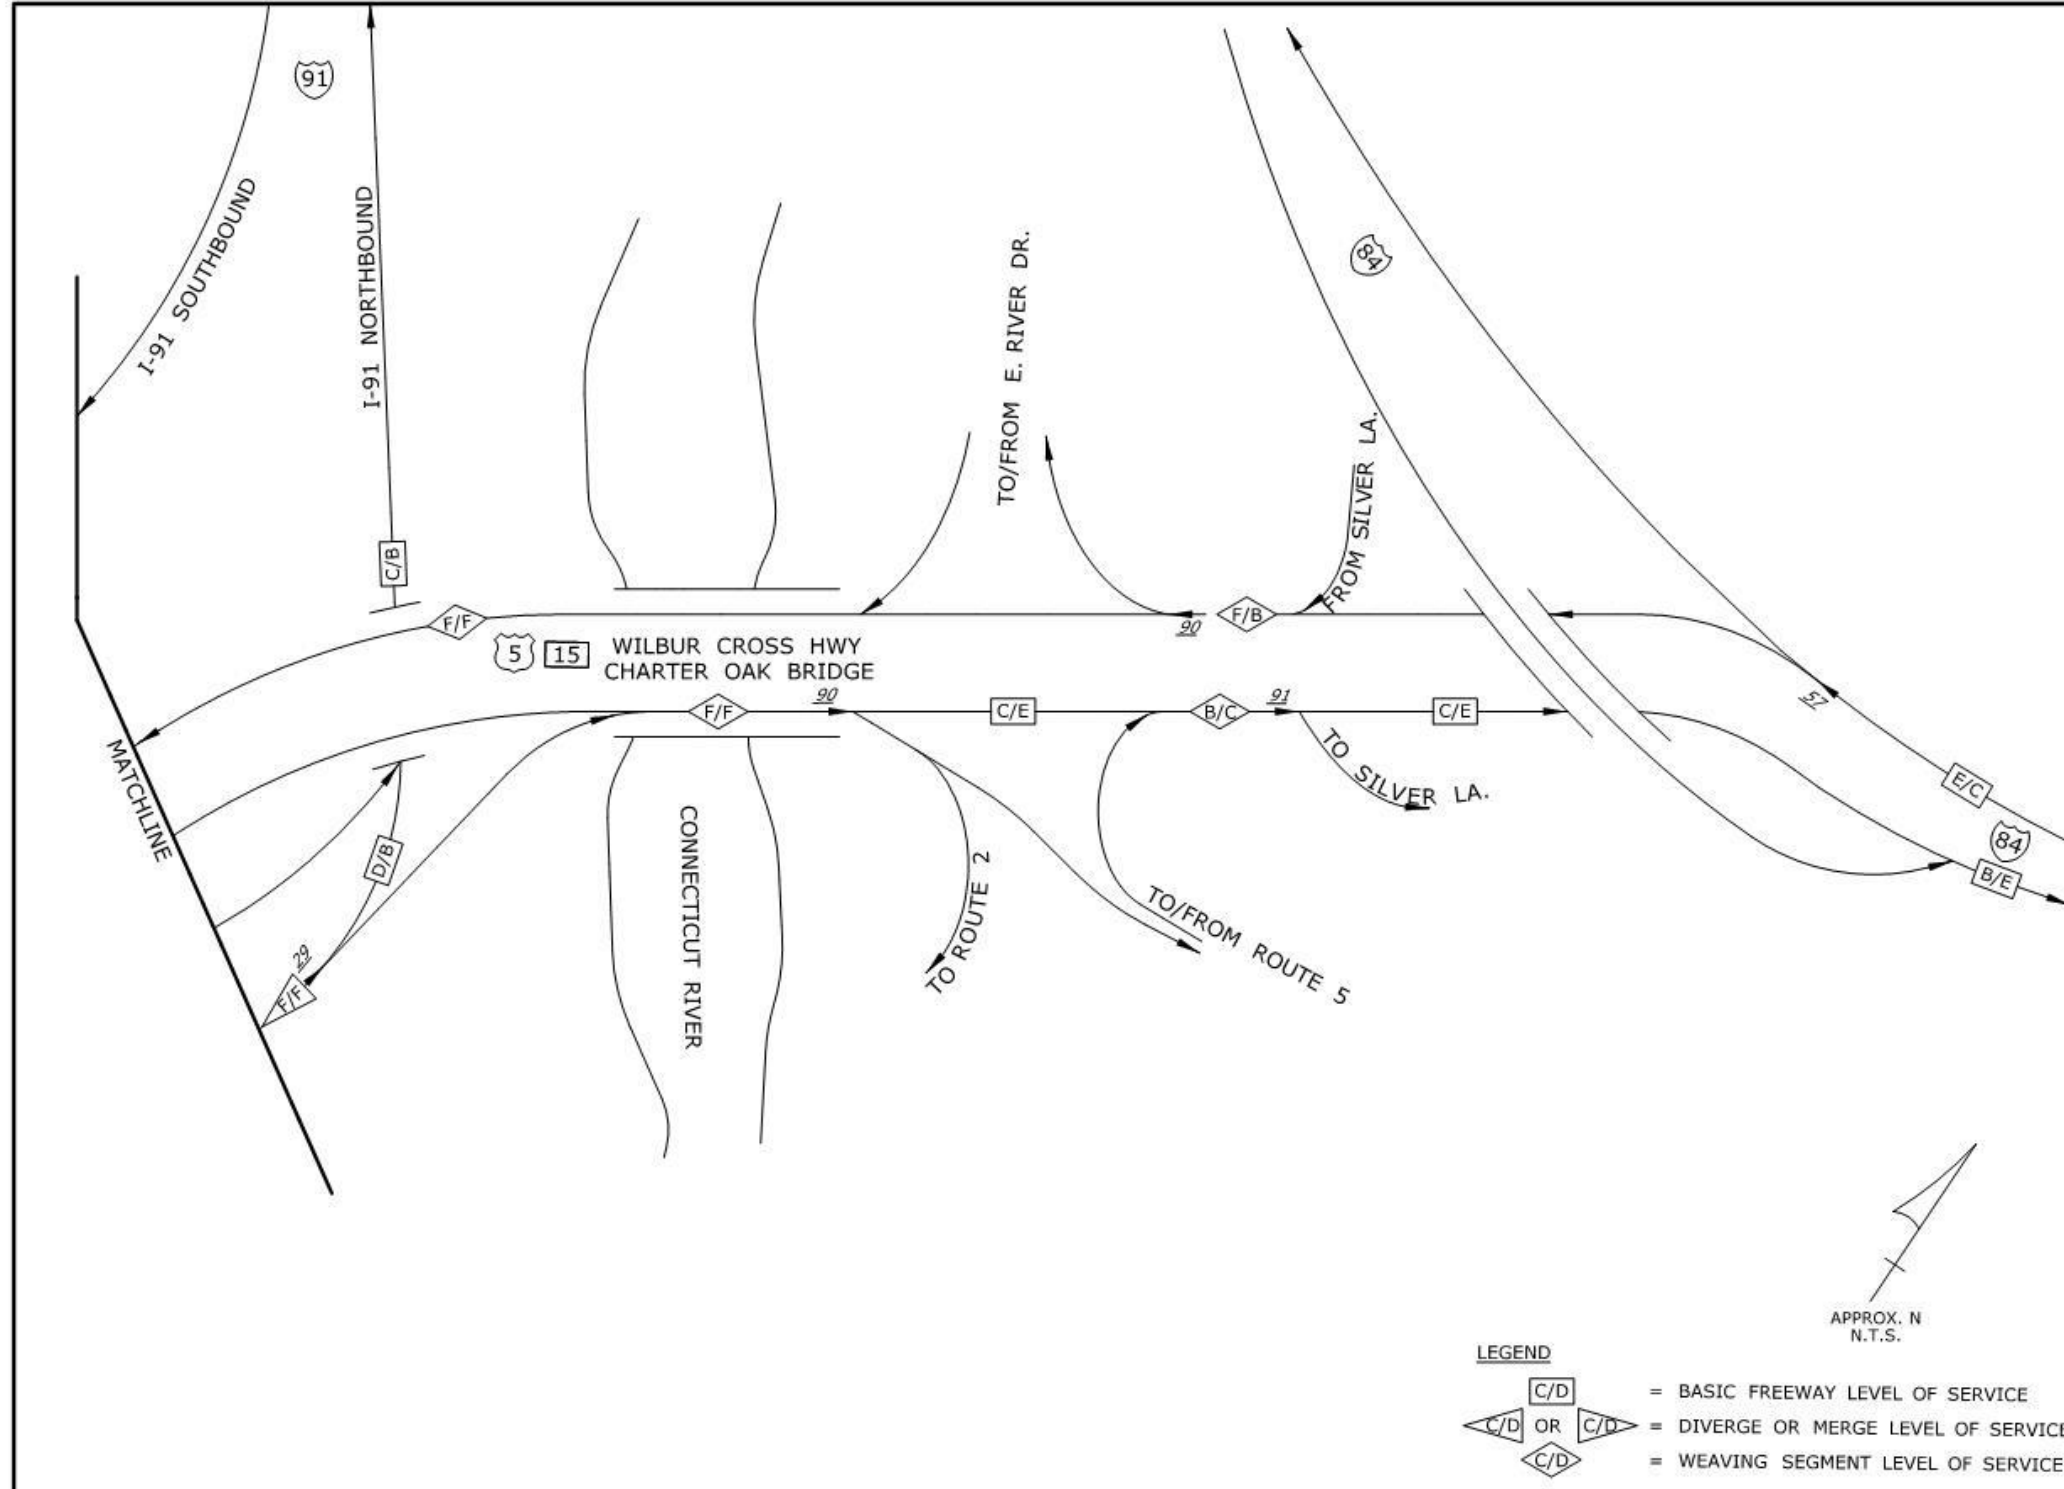 91
I-91 SOUTHBOUND
I-91 NORTHBOUND
C/B
84
TO/FROM E. RIVER DR.
FROM SILVER LA.
F/F
90
F/B
5 15 WILBUR CROSS HWY
CHARTER OAK BRIDGE
57
F/F
90
C/E
B/C
91
C/E
TO SILVER LA.
MATCHLINE
E/C
84
B/E
D/B
CONNECTICUT RIVER
TO ROUTE 2
TO/FROM ROUTE 5
29
F/F
APPROX. N
N.T.S.
LEGEND
C/D = BASIC FREEWAY LEVEL OF SERVICE
C/D OR C/D = DIVERGE OR MERGE LEVEL OF SERVICE
C/D = WEAVING SEGMENT LEVEL OF SERVICE